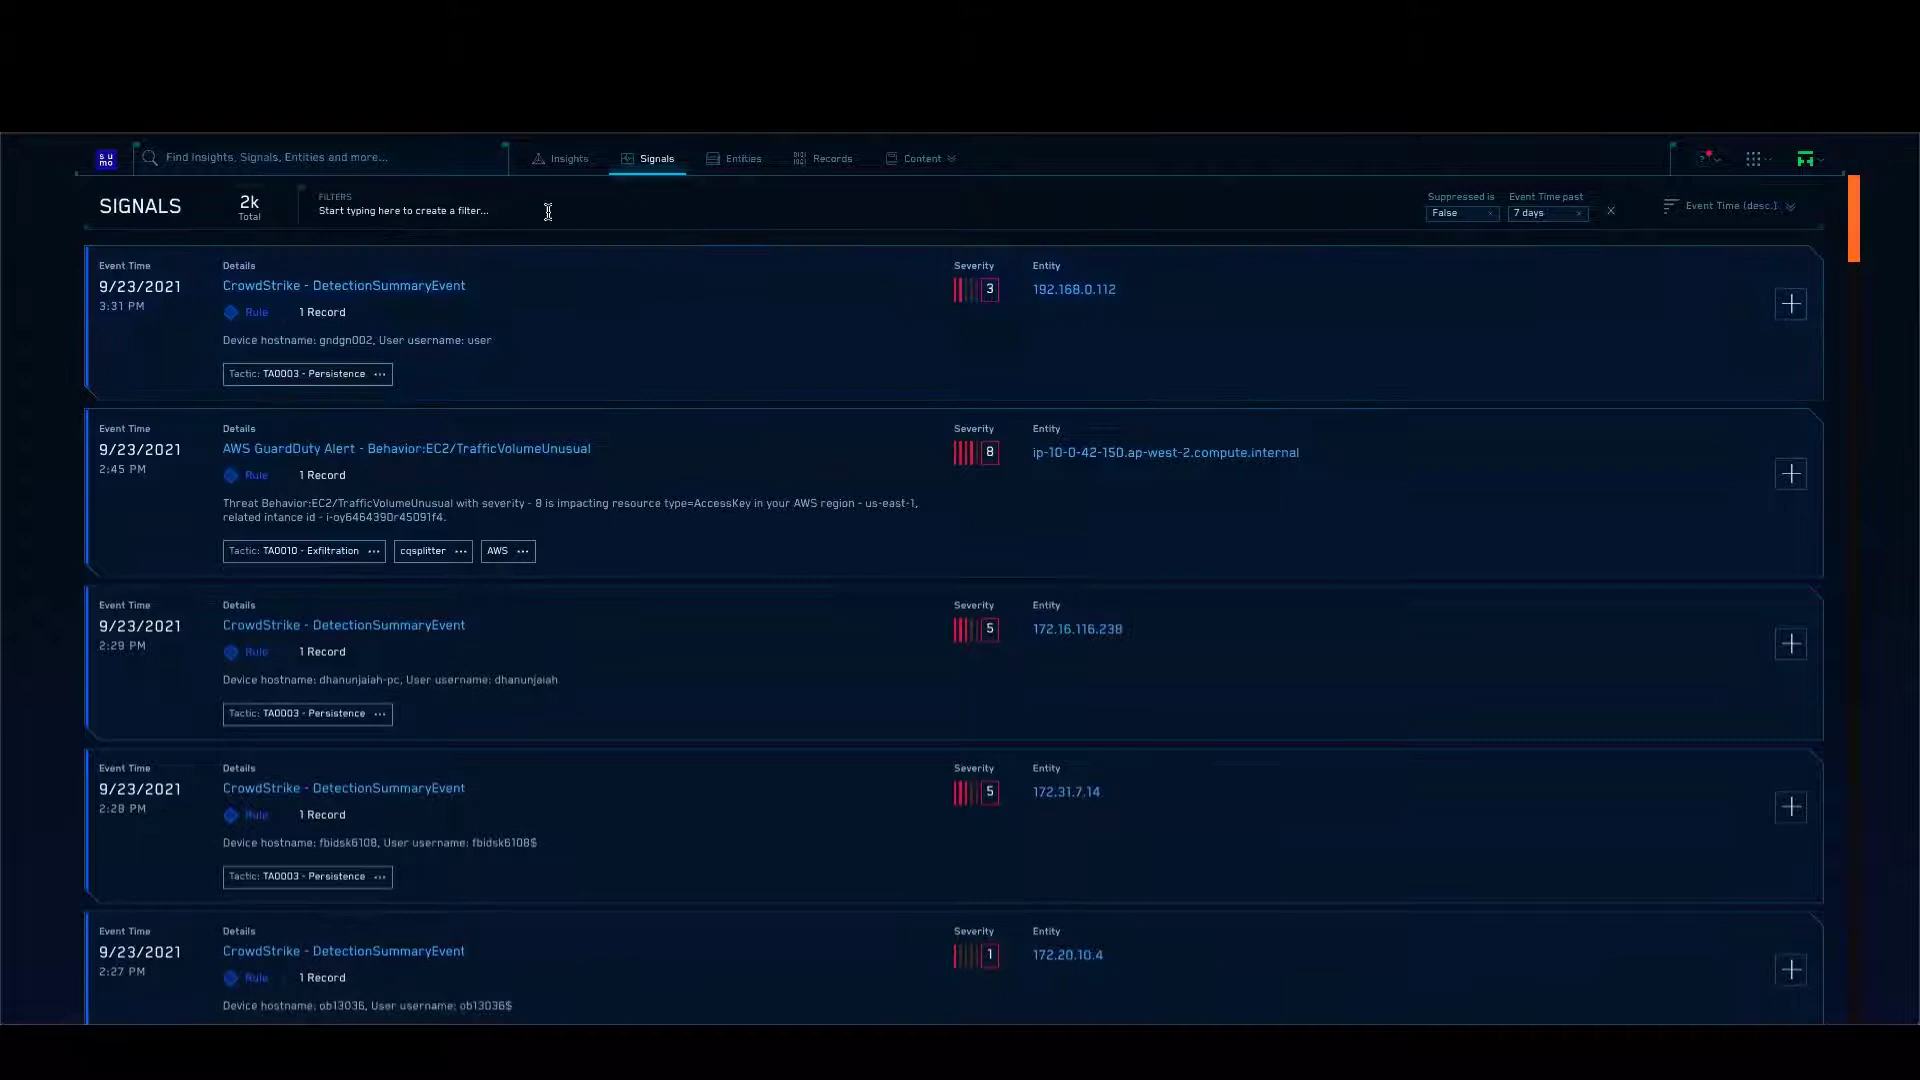 su
mo
Find Insights, Signals, Entities and more...
Insights
Signals
Entities
Records
Content
?
SIGNALS
2k
Total
FILTERS
Start typing here to create a filter...
Suppressed is
False ×
Event Time past
7 days ×
Event Time (desc.)
Event Time
9/23/2021
3:31 PM
Details
CrowdStrike - DetectionSummaryEvent
Rule 1 Record
Device hostname: gndgn002, User username: user
Tactic: TA0003 - Persistence ...
Severity
3
Entity
192.168.0.112
Event Time
9/23/2021
2:45 PM
Details
AWS GuardDuty Alert - Behavior:EC2/TrafficVolumeUnusual
Rule 1 Record
Threat Behavior:EC2/TrafficVolumeUnusual with severity - 8 is impacting resource type=AccessKey in your AWS region - us-east-1,
related intance id - i-oy6464390r45091f4.
Tactic: TA0010 - Exfiltration ... cqsplitter ... AWS ...
Severity
8
Entity
ip-10-0-42-150.ap-west-2.compute.internal
Event Time
9/23/2021
2:29 PM
Details
CrowdStrike - DetectionSummaryEvent
Rule 1 Record
Device hostname: dhanunjaiah-pc, User username: dhanunjaiah
Tactic: TA0003 - Persistence ...
Severity
5
Entity
172.16.116.238
Event Time
9/23/2021
2:28 PM
Details
CrowdStrike - DetectionSummaryEvent
Rule 1 Record
Device hostname: fbidsk6108, User username: fbidsk6108$
Tactic: TA0003 - Persistence ...
Severity
5
Entity
172.31.7.14
Event Time
9/23/2021
2:27 PM
Details
CrowdStrike - DetectionSummaryEvent
Rule 1 Record
Device hostname: ob13036, User username: ob13036$
Severity
1
Entity
172.20.10.4